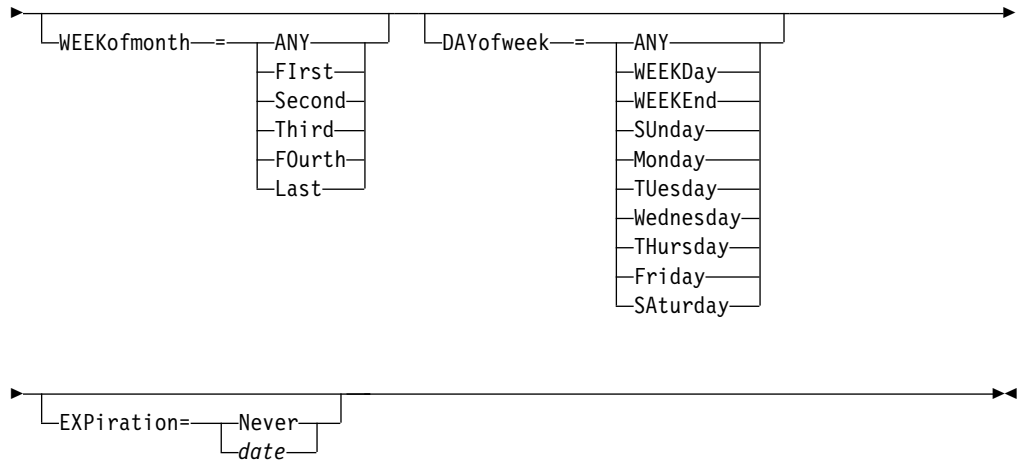 WEEKofmonth = ANY
FIrst
Second
Third
FOurth
Last
DAYofweek = ANY
WEEKDay
WEEKEnd
SUnday
Monday
TUesday
Wednesday
THursday
Friday
SAturday
EXPiration= Never
date